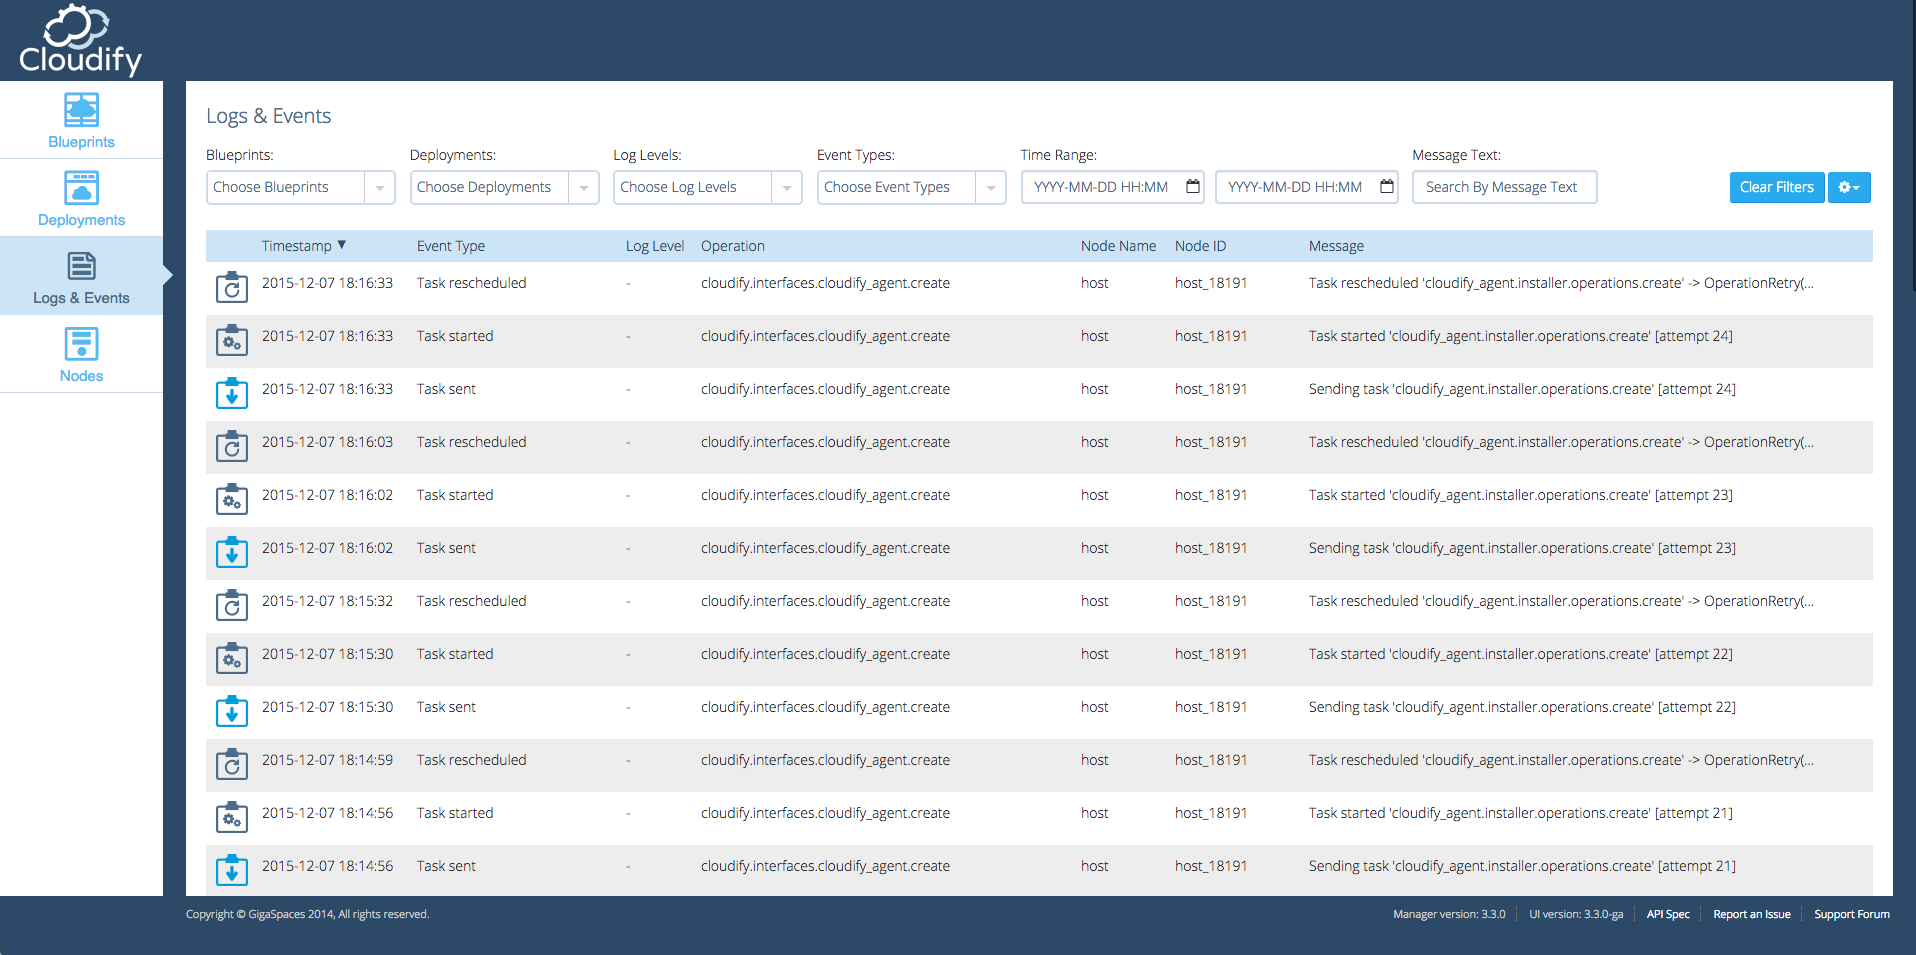 Cloudify
Blueprints
Deployments
Logs & Events
Nodes
Logs & Events
Blueprints: Deployments: Log Levels: Event Types: Time Range: Message Text:
Choose Blueprints Choose Deployments Choose Log Levels Choose Event Types YYYY-MM-DD HH:MM YYYY-MM-DD HH:MM Search By Message Text Clear Filters
Timestamp ▼ Event Type Log Level Operation Node Name Node ID Message
2015-12-07 18:16:33 Task rescheduled - cloudify.interfaces.cloudify_agent.create host host_18191 Task rescheduled 'cloudify_agent.installer.operations.create' -> OperationRetry(...
2015-12-07 18:16:33 Task started - cloudify.interfaces.cloudify_agent.create host host_18191 Task started 'cloudify_agent.installer.operations.create' [attempt 24]
2015-12-07 18:16:33 Task sent - cloudify.interfaces.cloudify_agent.create host host_18191 Sending task 'cloudify_agent.installer.operations.create' [attempt 24]
2015-12-07 18:16:03 Task rescheduled - cloudify.interfaces.cloudify_agent.create host host_18191 Task rescheduled 'cloudify_agent.installer.operations.create' -> OperationRetry(...
2015-12-07 18:16:02 Task started - cloudify.interfaces.cloudify_agent.create host host_18191 Task started 'cloudify_agent.installer.operations.create' [attempt 23]
2015-12-07 18:16:02 Task sent - cloudify.interfaces.cloudify_agent.create host host_18191 Sending task 'cloudify_agent.installer.operations.create' [attempt 23]
2015-12-07 18:15:32 Task rescheduled - cloudify.interfaces.cloudify_agent.create host host_18191 Task rescheduled 'cloudify_agent.installer.operations.create' -> OperationRetry(...
2015-12-07 18:15:30 Task started - cloudify.interfaces.cloudify_agent.create host host_18191 Task started 'cloudify_agent.installer.operations.create' [attempt 22]
2015-12-07 18:15:30 Task sent - cloudify.interfaces.cloudify_agent.create host host_18191 Sending task 'cloudify_agent.installer.operations.create' [attempt 22]
2015-12-07 18:14:59 Task rescheduled - cloudify.interfaces.cloudify_agent.create host host_18191 Task rescheduled 'cloudify_agent.installer.operations.create' -> OperationRetry(...
2015-12-07 18:14:56 Task started - cloudify.interfaces.cloudify_agent.create host host_18191 Task started 'cloudify_agent.installer.operations.create' [attempt 21]
2015-12-07 18:14:56 Task sent - cloudify.interfaces.cloudify_agent.create host host_18191 Sending task 'cloudify_agent.installer.operations.create' [attempt 21]
Copyright © GigaSpaces 2014, All rights reserved. Manager version: 3.3.0 UI version: 3.3.0-ga API Spec Report an Issue Support Forum